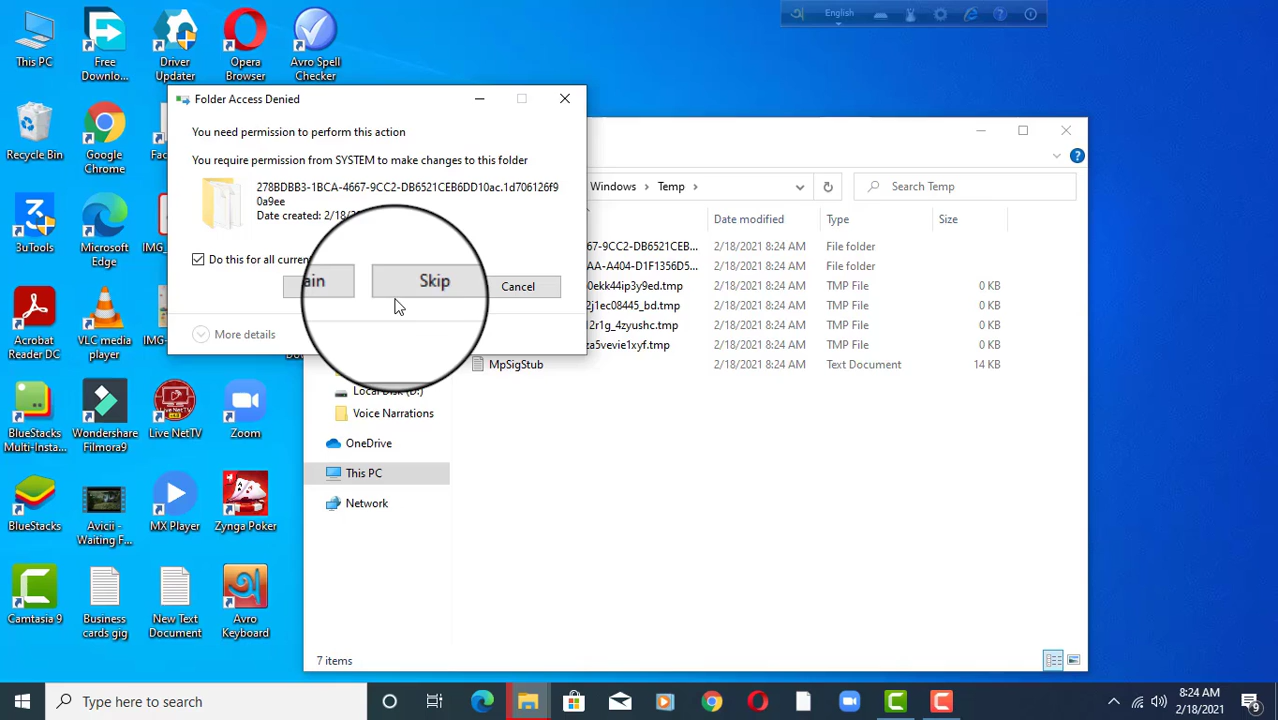 অ English
This PC
Free
Downlo...
Driver
Updater
Opera
Browser
Avro Spell
Checker
Folder Access Denied
You need permission to perform this action
You require permission from SYSTEM to make changes to this folder
278BDBB3-1BCA-4667-9CC2-DB6521CEB6DD10ac.1d706126f9
0a9ee
Date created: 2/18/
Do this for all curren
ain
Skip
Cancel
More details
Windows > Temp >
Search Temp
Date modified
Type
Size
67-9CC2-DB6521CEB... 2/18/2021 8:24 AM File folder
AA-A404-D1F1356D5... 2/18/2021 8:24 AM File folder
0ekk44ip3y9ed.tmp 2/18/2021 8:24 AM TMP File 0 KB
2j1ec08445_bd.tmp 2/18/2021 8:24 AM TMP File 0 KB
12r1g_4zyushc.tmp 2/18/2021 8:24 AM TMP File 0 KB
za5vevie1xyf.tmp 2/18/2021 8:24 AM TMP File 0 KB
MpSigStub 2/18/2021 8:24 AM Text Document 14 KB
Local Disk (D:)
Voice Narrations
OneDrive
This PC
Network
7 items
Recycle Bin
Google
Chrome
Fac
3uTools
Microsoft
Edge
IMG_
Acrobat
Reader DC
VLC media
player
IMG-
BlueStacks
Multi-Insta...
Wondershare
Filmora9
Live NetTV
Zoom
BlueStacks
Avicii -
Waiting F...
MX Player
Zynga Poker
Camtasia 9
Business
cards gig
New Text
Document
Avro
Keyboard
Type here to search
8:24 AM
2/18/2021
9